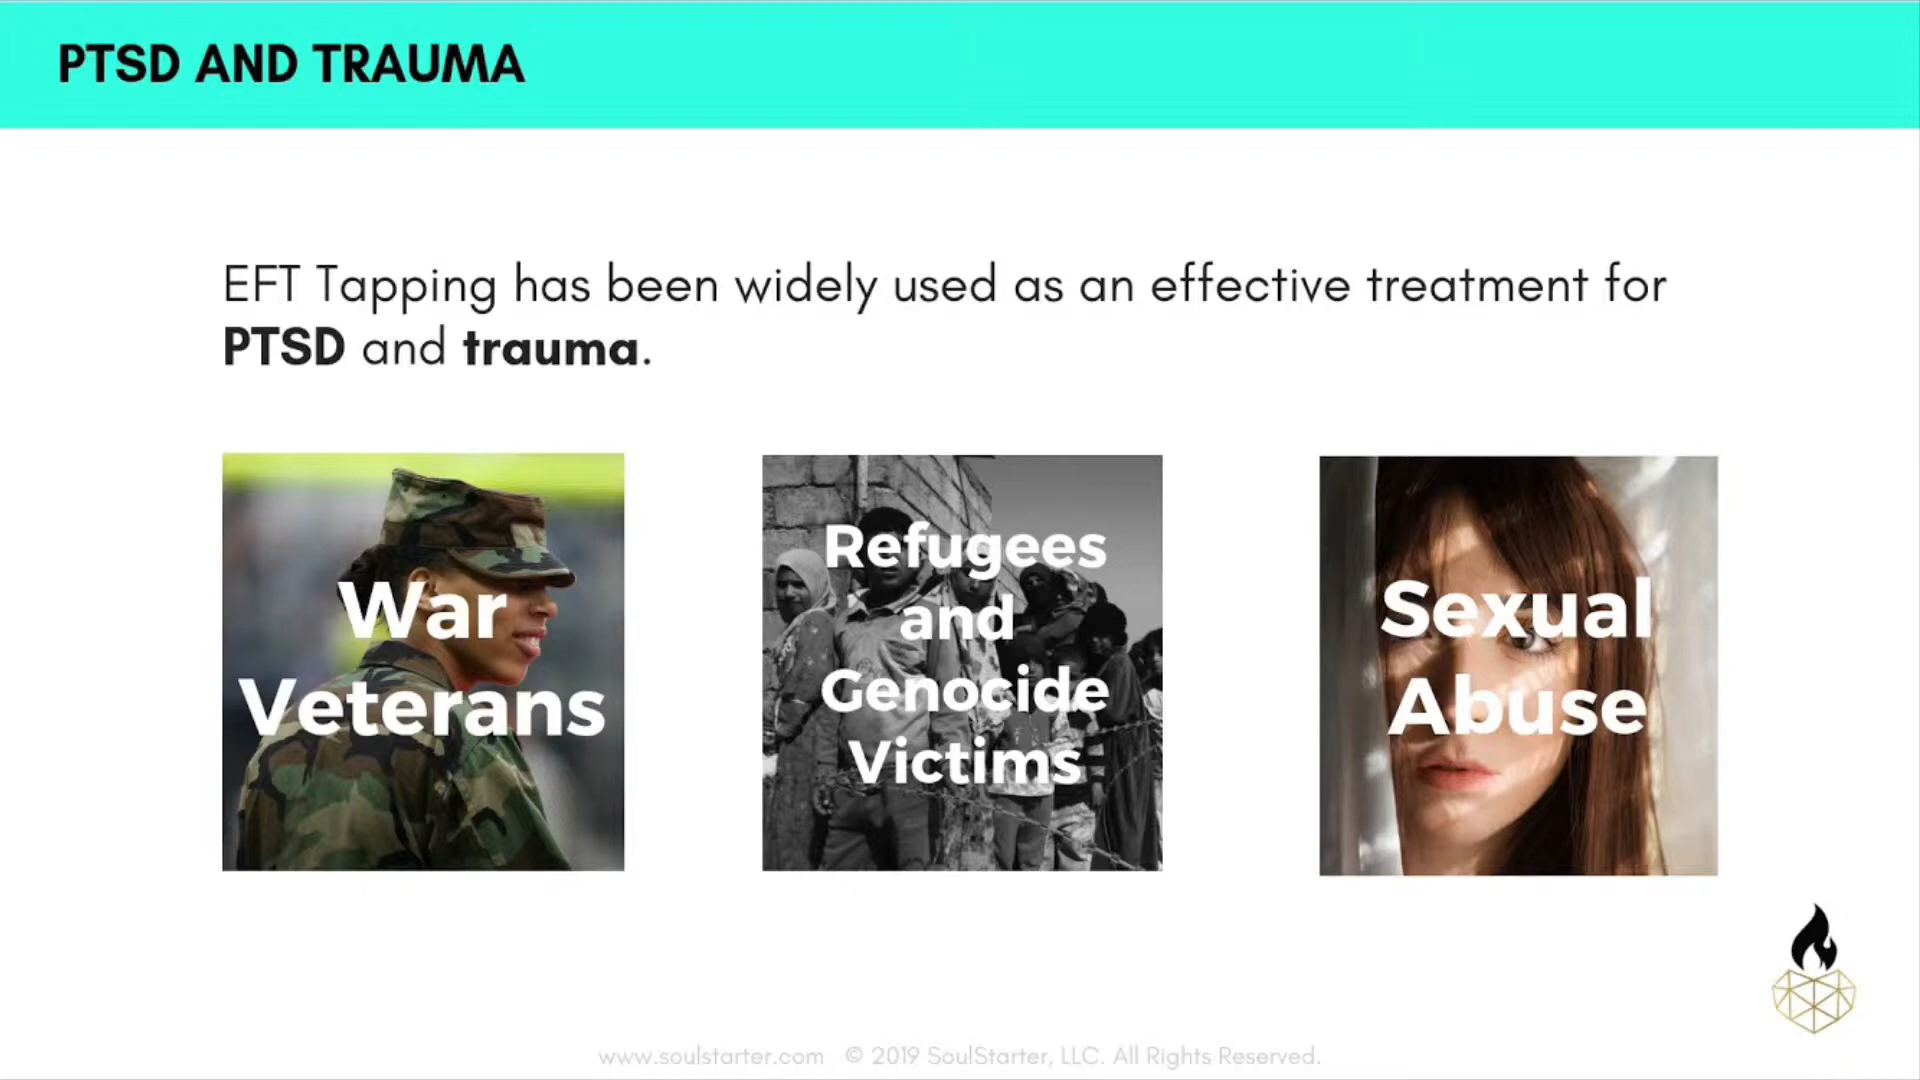 PTSD AND TRAUMA
EFT Tapping has been widely used as an effective treatment for
PTSD and trauma.
War
Veterans
Refugees
and
Genocide
Victims
Sexual
Abuse
www.soulstarter.com © 2019 SoulStarter, LLC. All Rights Reserved.